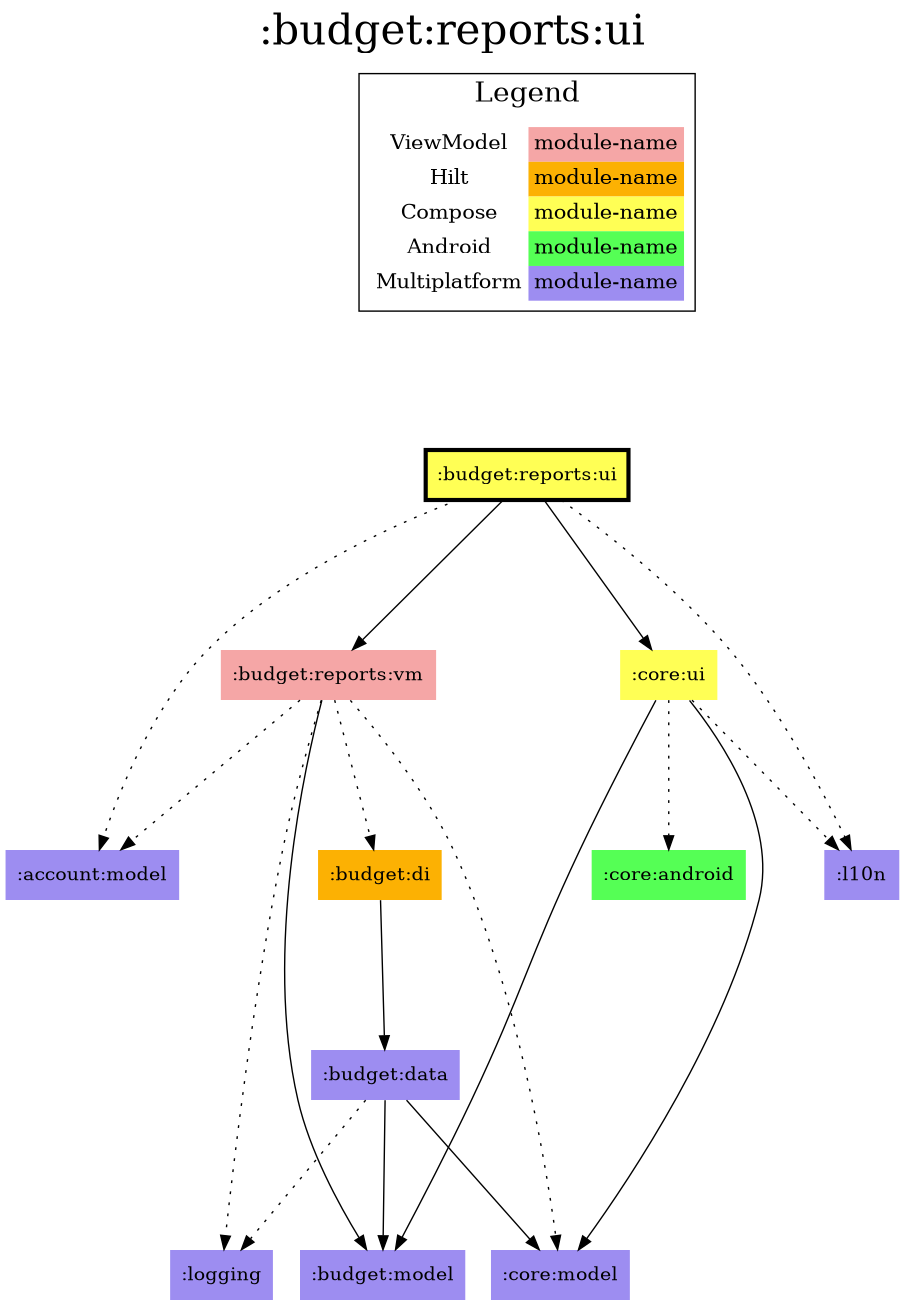 :budget:reports:ui
Legend
ViewModel module-name
Hilt module-name
Compose module-name
Android module-name
Multiplatform module-name
:budget:reports:ui
:budget:reports:vm :core:ui
:account:model :budget:di :core:android :l10n
:budget:data
:logging :budget:model :core:model